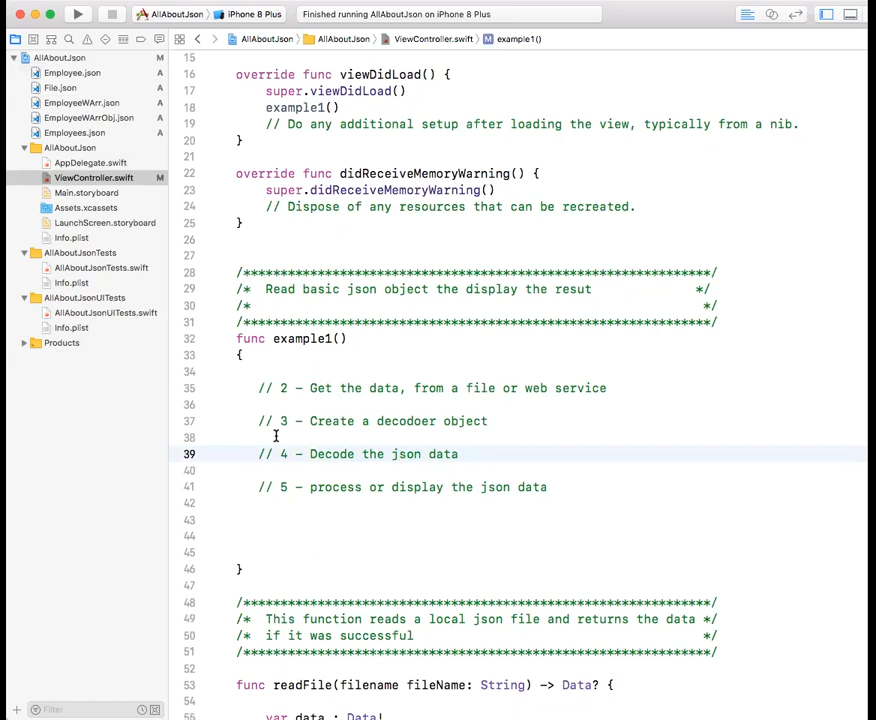 AllAboutJson
iPhone 8 Plus
Finished running AllAboutJson on iPhone 8 Plus
AllAboutJson
AllAboutJson
ViewController.swift
M
example1()
AllAboutJson M
Employee.json A
File.json A
EmployeeWArr.json A
EmployeeWArrObj.json A
Employees.json A
AllAboutJson
AppDelegate.swift
ViewController.swift M
Main.storyboard
Assets.xcassets
LaunchScreen.storyboard
Info.plist
AllAboutJsonTests
AllAboutJsonTests.swift
Info.plist
AllAboutJsonUITests
AllAboutJsonUITests.swift
Info.plist
Products
Filter
15
16 override func viewDidLoad() {
17 super.viewDidLoad()
18 example1()
19 // Do any additional setup after loading the view, typically from a nib.
20 }
21
22 override func didReceiveMemoryWarning() {
23 super.didReceiveMemoryWarning()
24 // Dispose of any resources that can be recreated.
25 }
26
27
28 /***************************************************************/
29 /* Read basic json object the display the resut */
30 /* */
31 /***************************************************************/
32 func example1()
33 {
34
35 // 2 – Get the data, from a file or web service
36
37 // 3 – Create a decodoer object
38
39 // 4 – Decode the json data
40
41 // 5 – process or display the json data
42
43
44
45
46 }
47
48 /***************************************************************/
49 /* This function reads a local json file and returns the data */
50 /* if it was successful */
51 /***************************************************************/
52
53 func readFile(filename fileName: String) -> Data? {
54
55 var data : Data!